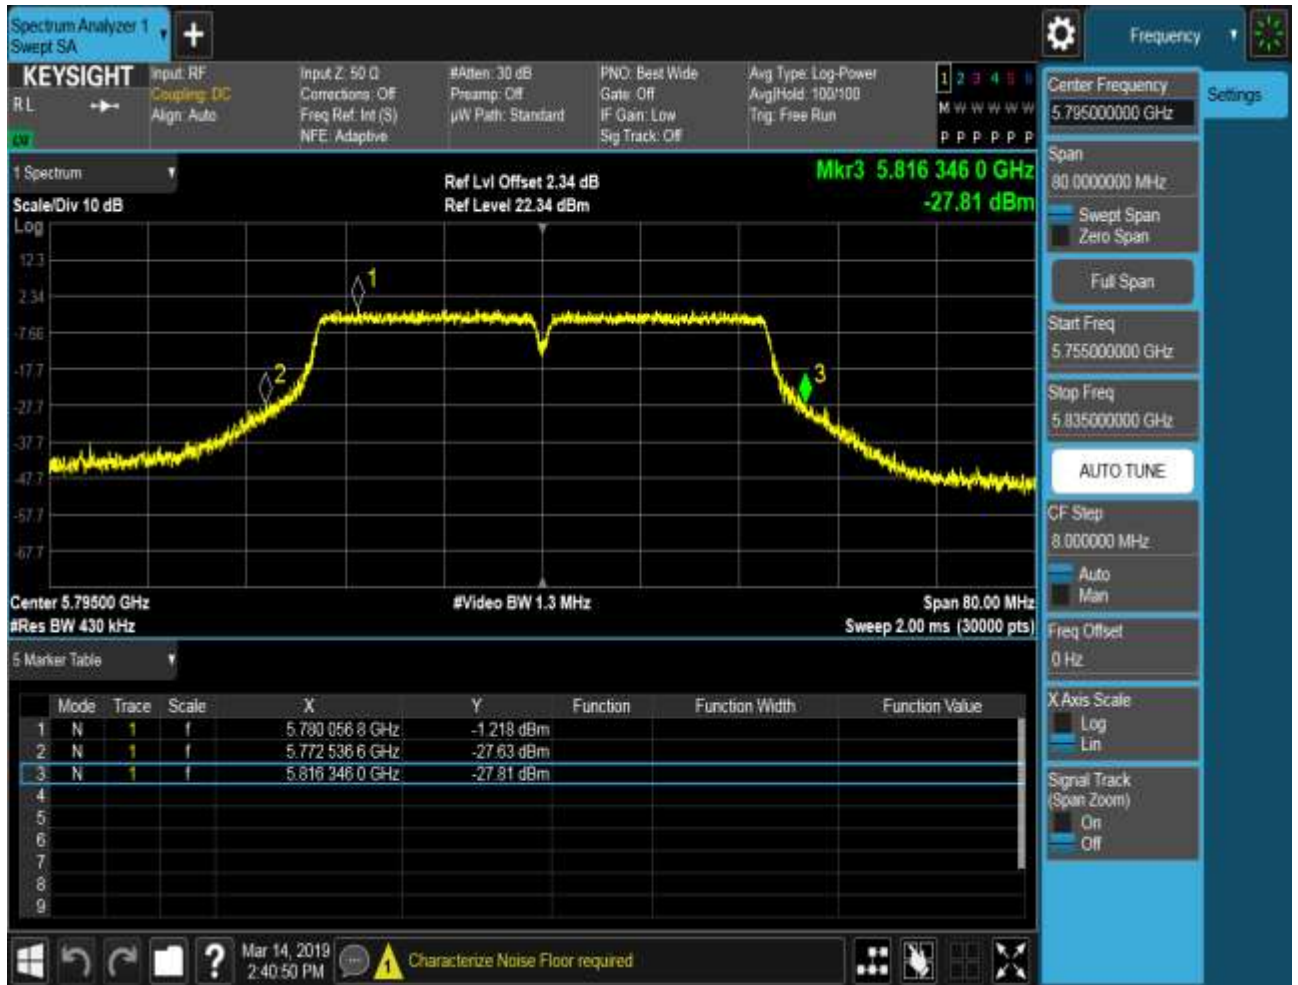 Spectrum Analyzer 1
Swept SA
+
Frequency
KEYSIGHT
RL
Input: RF
Coupling: DC
Align: Auto
Input Z: 50 Ω
Corrections: Off
Freq Ref: Int (S)
NFE: Adaptive
#Atten: 30 dB
Preamp: Off
µW Path: Standard
PNO: Best Wide
Gate: Off
IF Gain: Low
Sig Track: Off
Avg Type: Log-Power
Avg|Hold: 100/100
Trig: Free Run
1 2 3 4 5 6
M W W W W W
P P P P P P
1 Spectrum
Scale/Div 10 dB
Ref Lvl Offset 2.34 dB
Ref Level 22.34 dBm
Mkr3 5.816 346 0 GHz
-27.81 dBm
Log
12.3
2.34
-7.66
-17.7
-27.7
-37.7
-47.7
-57.7
-67.7
1
2
3
Center 5.79500 GHz
#Res BW 430 kHz
#Video BW 1.3 MHz
Span 80.00 MHz
Sweep 2.00 ms (30000 pts)
5 Marker Table
Mode Trace Scale X Y Function Function Width Function Value
1 N 1 f 5.780 056 8 GHz -1.218 dBm
2 N 1 f 5.772 536 6 GHz -27.63 dBm
3 N 1 f 5.816 346 0 GHz -27.81 dBm
4
5
6
7
8
9
Mar 14, 2019
2:40:50 PM
1
Characterize Noise Floor required
Center Frequency
5.795000000 GHz
Settings
Span
80.0000000 MHz
Swept Span
Zero Span
Full Span
Start Freq
5.755000000 GHz
Stop Freq
5.835000000 GHz
AUTO TUNE
CF Step
8.000000 MHz
Auto
Man
Freq Offset
0 Hz
X Axis Scale
Log
Lin
Signal Track
(Span Zoom)
On
Off